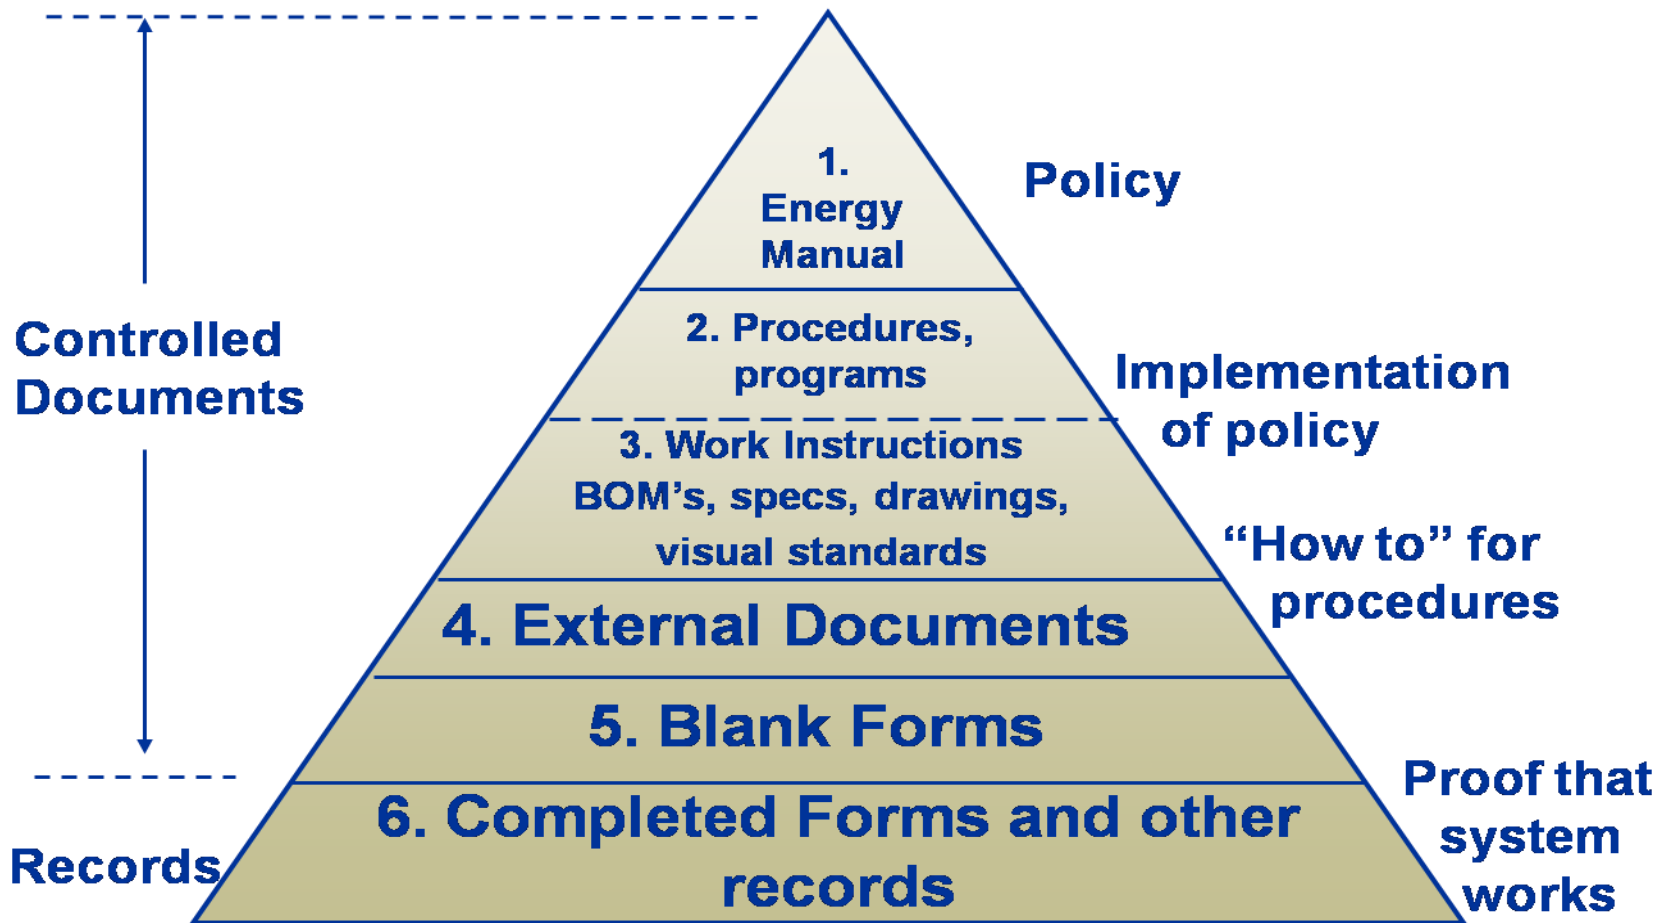 1.
Energy
Manual
Policy
2. Procedures,
programs
Controlled
Documents
Implementation
of policy
3. Work Instructions
BOM’s, specs, drawings,
visual standards
“How to” for
procedures
4. External Documents
5. Blank Forms
6. Completed Forms and other
records
Records
Proof that
system
works